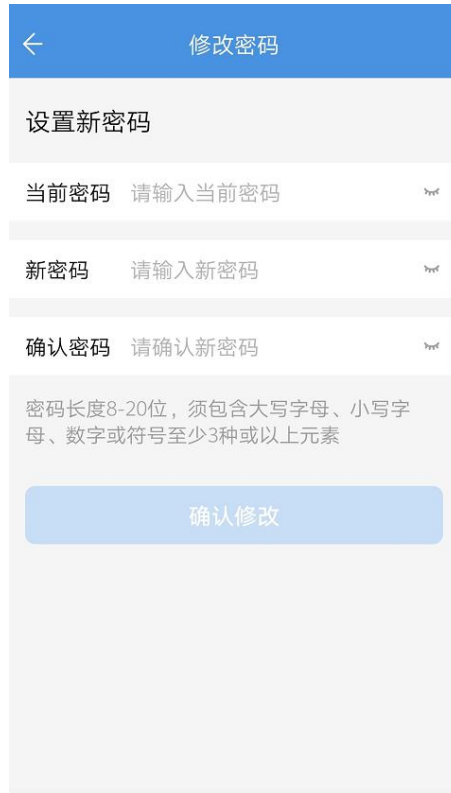 修改密码
设置新密码
当前密码 请输入当前密码
新密码 请输入新密码
确认密码 请确认新密码
密码长度8-20位，须包含大写字母、小写字
母、数字或符号至少3种或以上元素
确认修改